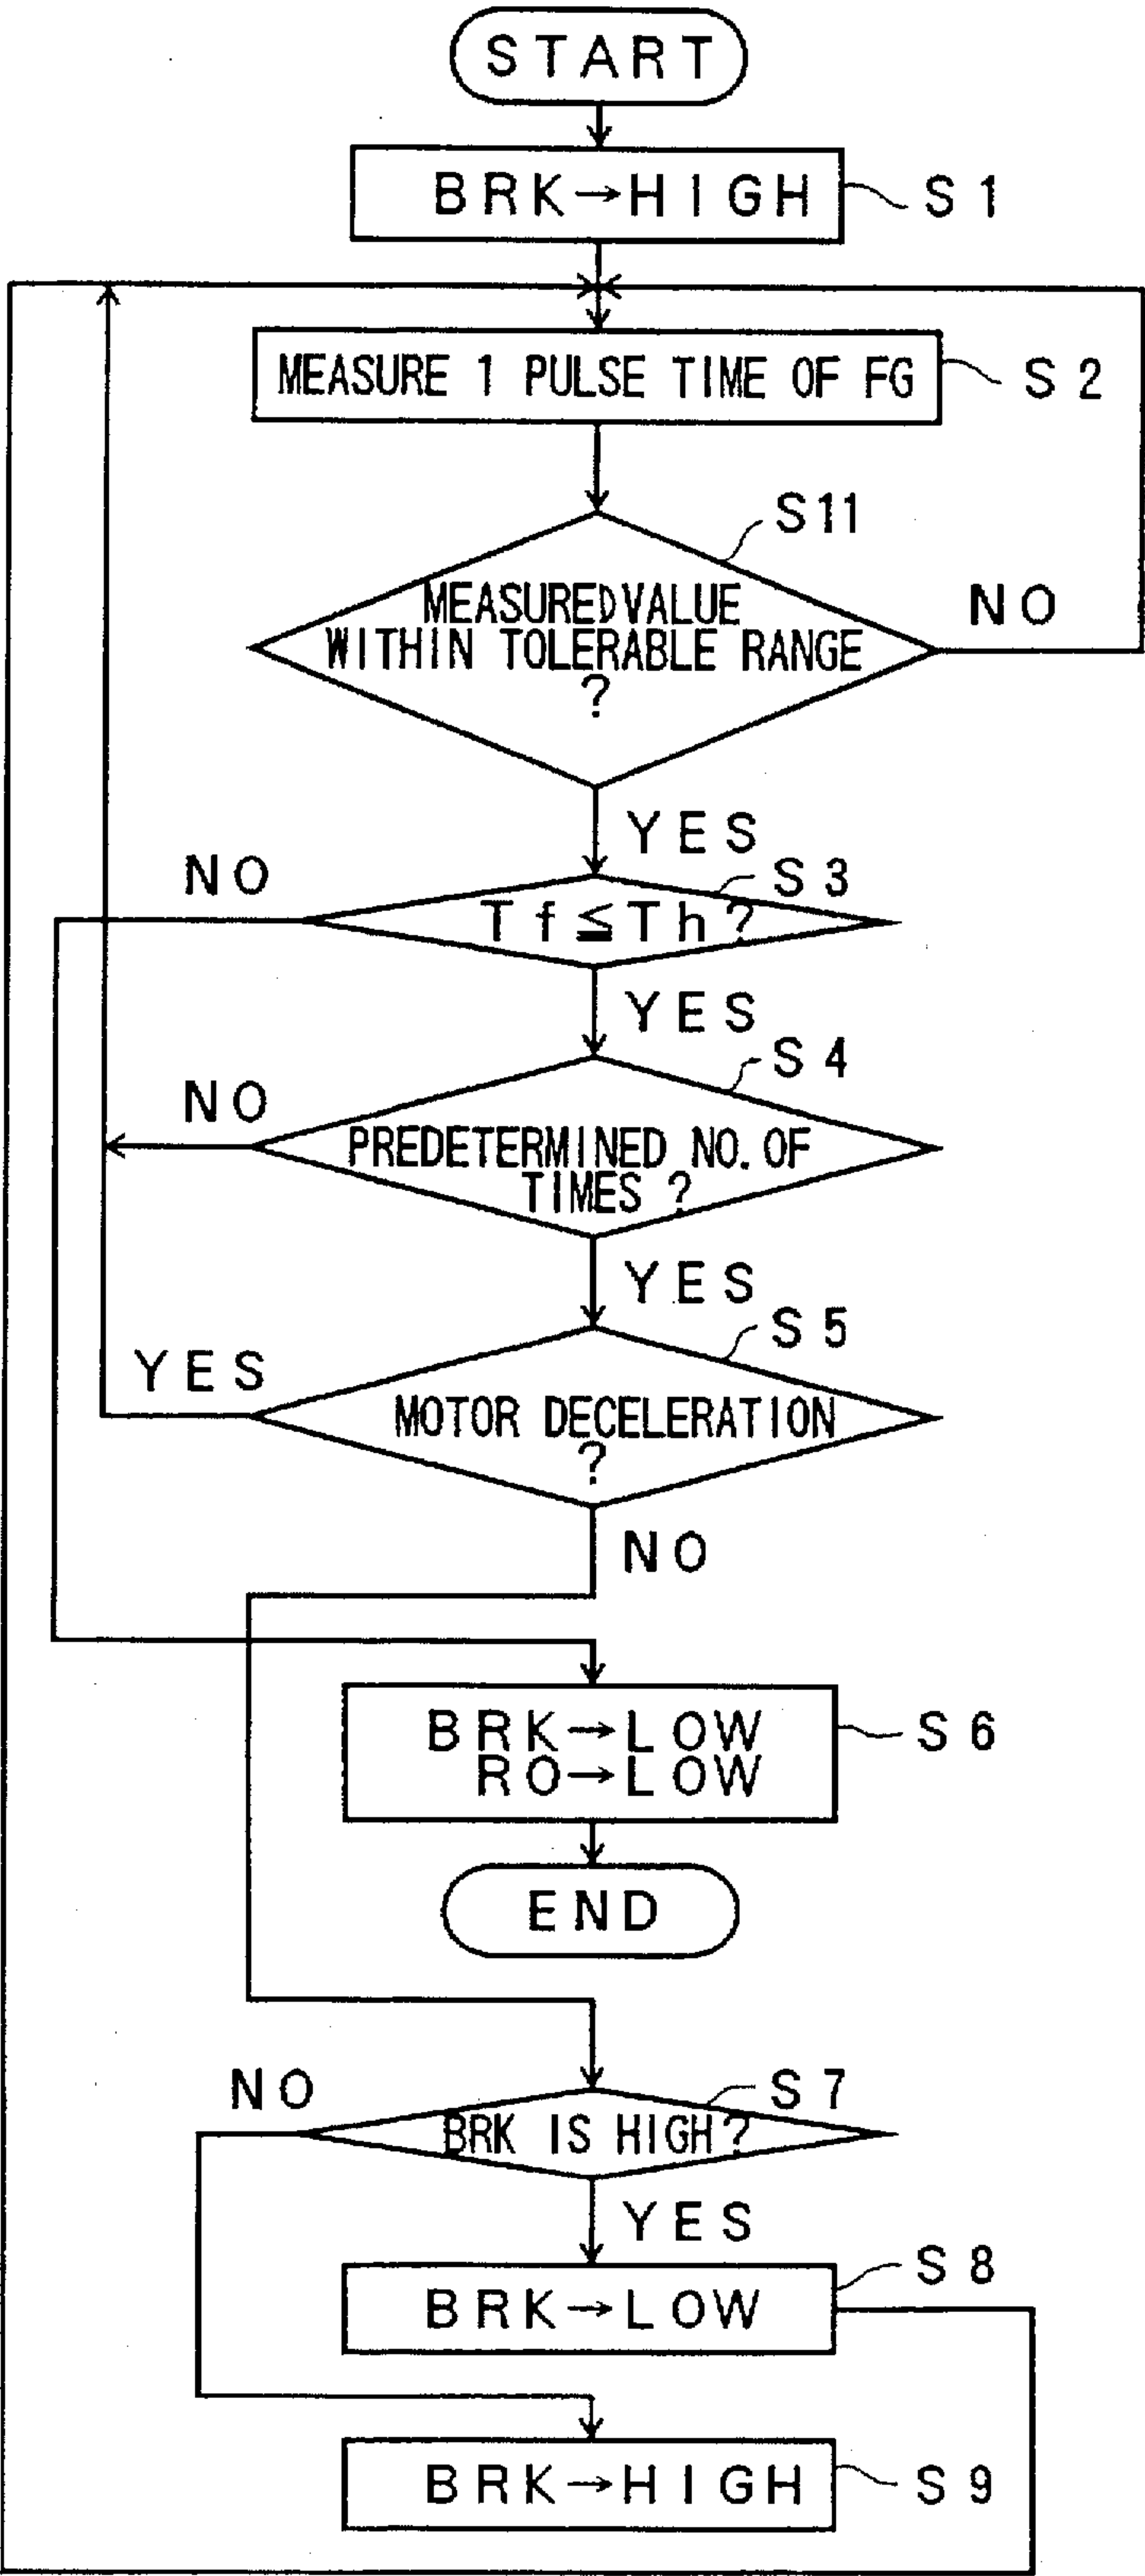 START
BRK→HIGH
S1
MEASURE 1 PULSE TIME OF FG
S2
S11
MEASURED VALUE
WITHIN TOLERABLE RANGE
?
NO
YES
NO
S3
Tf≦Th?
YES
S4
NO
PREDETERMINED NO. OF
TIMES ?
YES
S5
YES
MOTOR DECELERATION
?
NO
BRK→LOW
RO→LOW
S6
END
NO
S7
BRK IS HIGH?
YES
S8
BRK→LOW
BRK→HIGH
S9